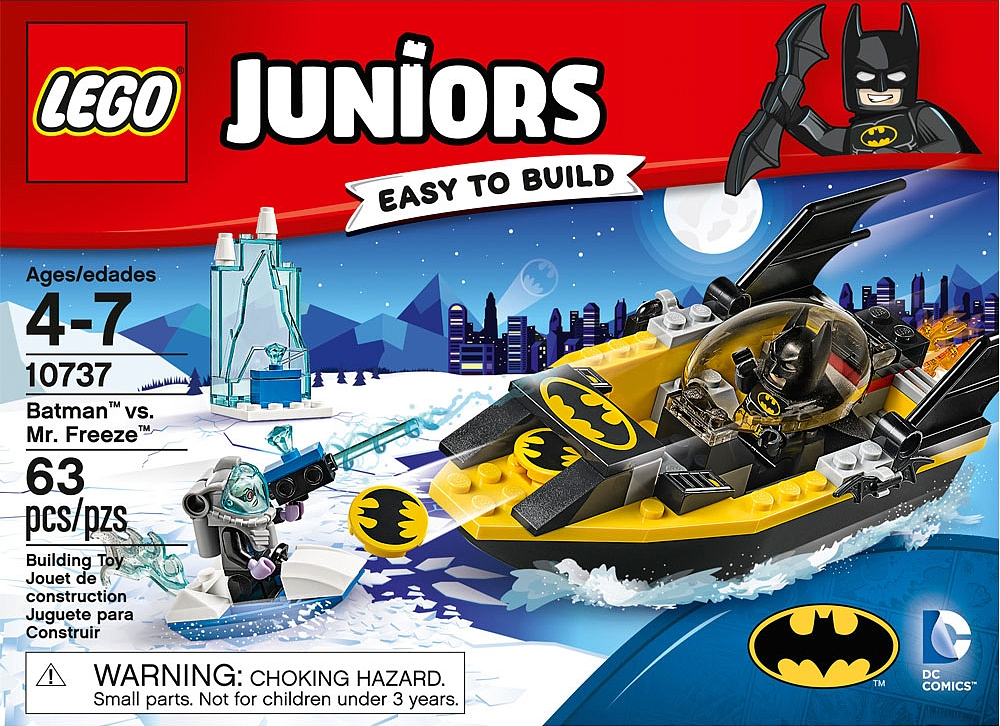 LEGO®
JUNIORS
EASY TO BUILD
Ages/edades
4-7
10737
Batman™ vs.
Mr. Freeze™
63
pcs/pzs
Building Toy
Jouet de
construction
Juguete para
Construir
⚠ WARNING: CHOKING HAZARD.
Small parts. Not for children under 3 years.
TM
DC
COMICS™